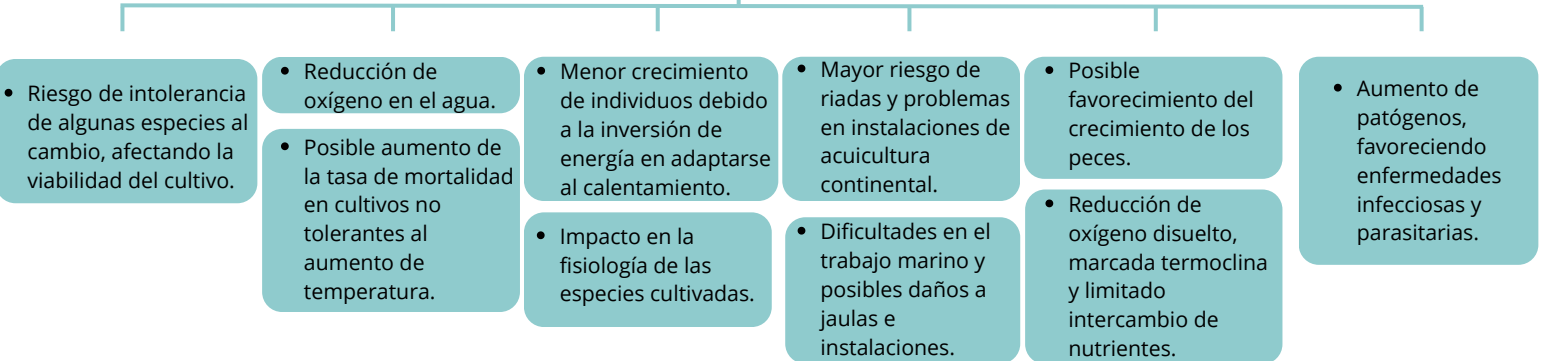 • Riesgo de intolerancia
de algunas especies al
cambio, afectando la
viabilidad del cultivo.
• Reducción de
oxígeno en el agua.
• Posible aumento de
la tasa de mortalidad
en cultivos no
tolerantes al
aumento de
temperatura.
• Menor crecimiento
de individuos debido
a la inversión de
energía en adaptarse
al calentamiento.
• Impacto en la
fisiología de las
especies cultivadas.
• Mayor riesgo de
riadas y problemas
en instalaciones de
acuicultura
continental.
• Dificultades en el
trabajo marino y
posibles daños a
jaulas e
instalaciones.
• Posible
favorecimiento del
crecimiento de los
peces.
• Reducción de
oxígeno disuelto,
marcada termoclina
y limitado
intercambio de
nutrientes.
• Aumento de
patógenos,
favoreciendo
enfermedades
infecciosas y
parasitarias.